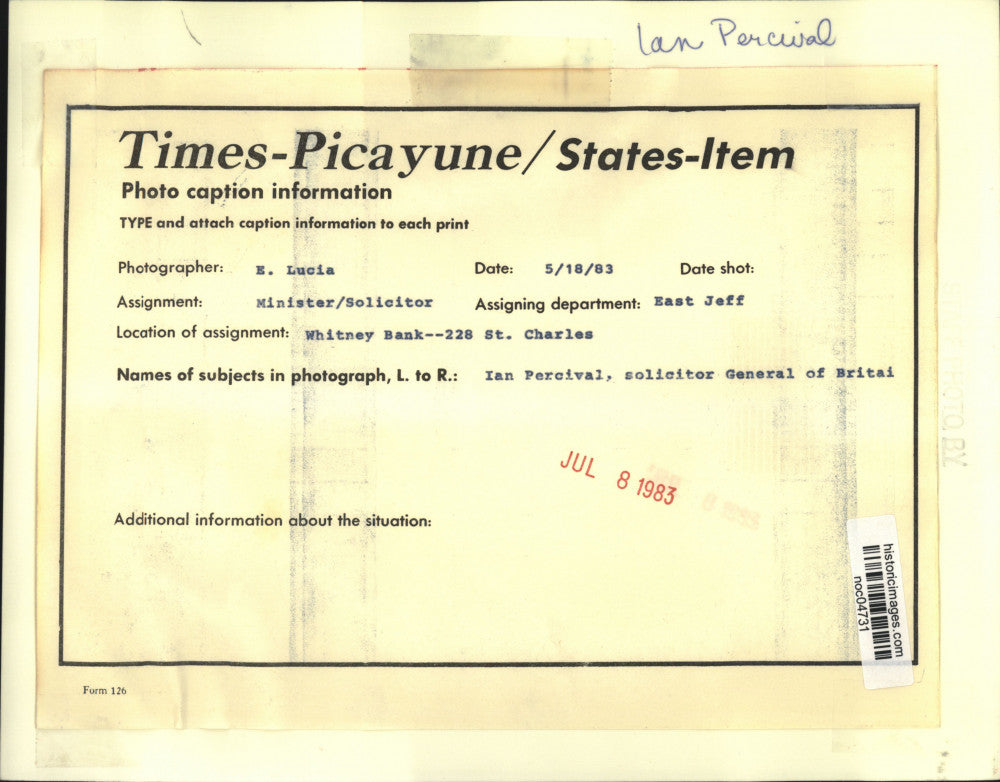 Ian Percival
Times-Picayune/States-Item
Photo caption information
TYPE and attach caption information to each print
Photographer: E. Lucia Date: 5/18/83 Date shot:
Assignment: Minister/Solicitor Assigning department: East Jeff
Location of assignment: Whitney Bank--228 St. Charles
Names of subjects in photograph, L. to R.: Ian Percival, solicitor General of Britai
JUL 8 1983
Additional information about the situation:
historicimages.com
noc04731
Form 126
PHOTO BY